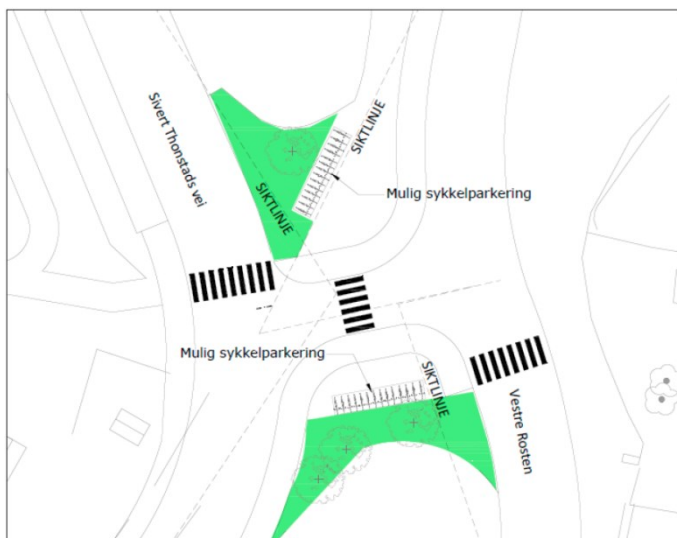 Sivert Thonstads vei
SIKTLINJE
Mulig sykkelparkering
SIKTLINJE
Mulig sykkelparkering
SIKTLINJE
Vestre Rosten